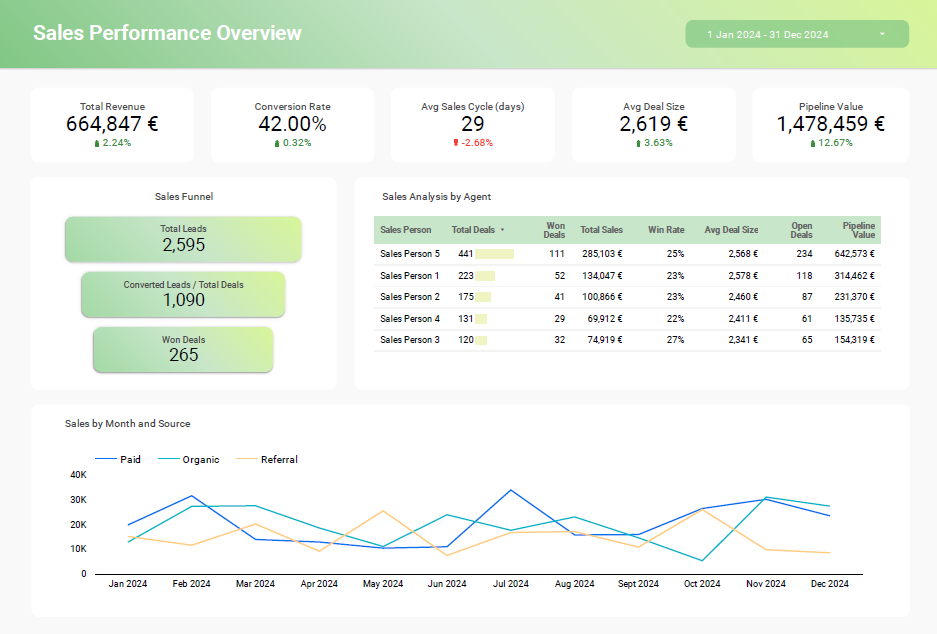 Sales Performance Overview
1 Jan 2024 - 31 Dec 2024
Total Revenue
664,847 €
2.24%
Conversion Rate
42.00%
0.32%
Avg Sales Cycle (days)
29
-2.68%
Avg Deal Size
2,619 €
3.63%
Pipeline Value
1,478,459 €
12.67%
Sales Funnel
Total Leads
2,595
Converted Leads / Total Deals
1,090
Won Deals
265
Sales Analysis by Agent
Sales Person Total Deals Won Deals Total Sales Win Rate Avg Deal Size Open Deals Pipeline Value
Sales Person 5 441 111 285,103 € 25% 2,568 € 234 642,573 €
Sales Person 1 223 52 134,047 € 23% 2,578 € 118 314,462 €
Sales Person 2 175 41 100,866 € 23% 2,460 € 87 231,370 €
Sales Person 4 131 29 69,912 € 22% 2,411 € 61 135,735 €
Sales Person 3 120 32 74,919 € 27% 2,341 € 65 154,319 €
Sales by Month and Source
Paid Organic Referral
40K
30K
20K
10K
0
Jan 2024 Feb 2024 Mar 2024 Apr 2024 May 2024 Jun 2024 Jul 2024 Aug 2024 Sept 2024 Oct 2024 Nov 2024 Dec 2024